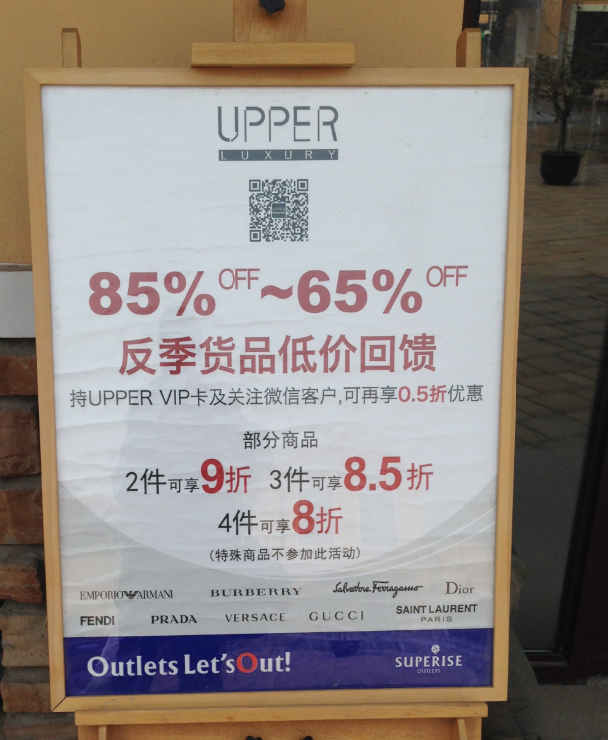 UPPER
LUXURY
85% OFF ~65% OFF
反季货品低价回馈
持UPPER VIP卡及关注微信客户,可再享0.5折优惠
部分商品
2件可享9折 3件可享8.5折
4件可享8折
(特殊商品不参加此活动)
EMPORIO ARMANI BURBERRY Salvatore Ferragamo Dior
FENDI PRADA VERSACE GUCCI SAINT LAURENT PARIS
Outlets Let'sOut!
SUPERISE
OUTLETS